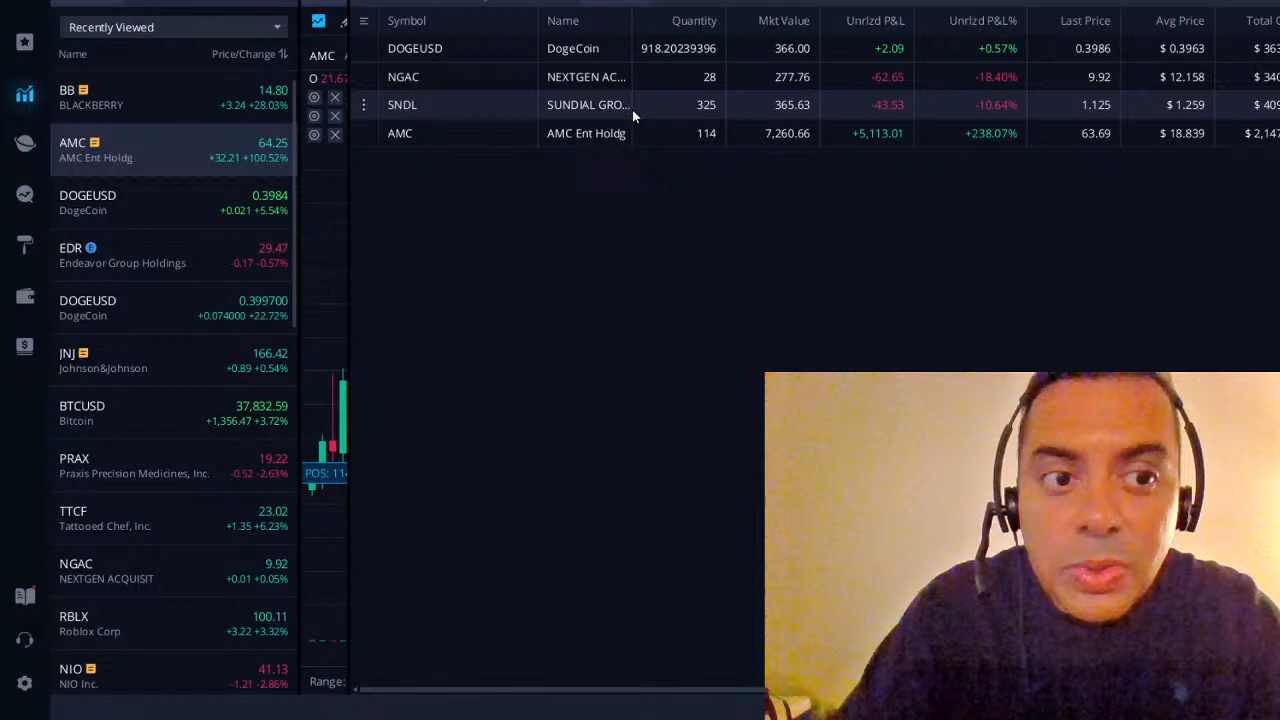 Recently Viewed
Name Price/Change
BB 14.80
BLACKBERRY +3.24 +28.03%
AMC 64.25
AMC Ent Holdg +32.21 +100.52%
DOGEUSD 0.3984
DogeCoin +0.021 +5.54%
EDR E 29.47
Endeavor Group Holdings -0.17 -0.57%
DOGEUSD 0.399700
DogeCoin +0.074000 +22.72%
JNJ 166.42
Johnson&Johnson +0.89 +0.54%
BTCUSD 37,832.59
Bitcoin +1,356.47 +3.72%
PRAX 19.22
Praxis Precision Medicines, Inc. -0.52 -2.63%
TTCF 23.02
Tattooed Chef, Inc. +1.35 +6.23%
NGAC 9.92
NEXTGEN ACQUISIT +0.01 +0.05%
RBLX 100.11
Roblox Corp +3.22 +3.32%
NIO 41.13
NIO Inc. -1.21 -2.86%
AMC
O 21.67
POS: 114
Range:
Symbol Name Quantity Mkt Value Unrlzd P&L Unrlzd P&L% Last Price Avg Price Total C
DOGEUSD DogeCoin 918.20239396 366.00 +2.09 +0.57% 0.3986 $ 0.3963 $ 363
NGAC NEXTGEN AC... 28 277.76 -62.65 -18.40% 9.92 $ 12.158 $ 340
SNDL SUNDIAL GRO... 325 365.63 -43.53 -10.64% 1.125 $ 1.259 $ 409
AMC AMC Ent Holdg 114 7,260.66 +5,113.01 +238.07% 63.69 $ 18.839 $ 2,147